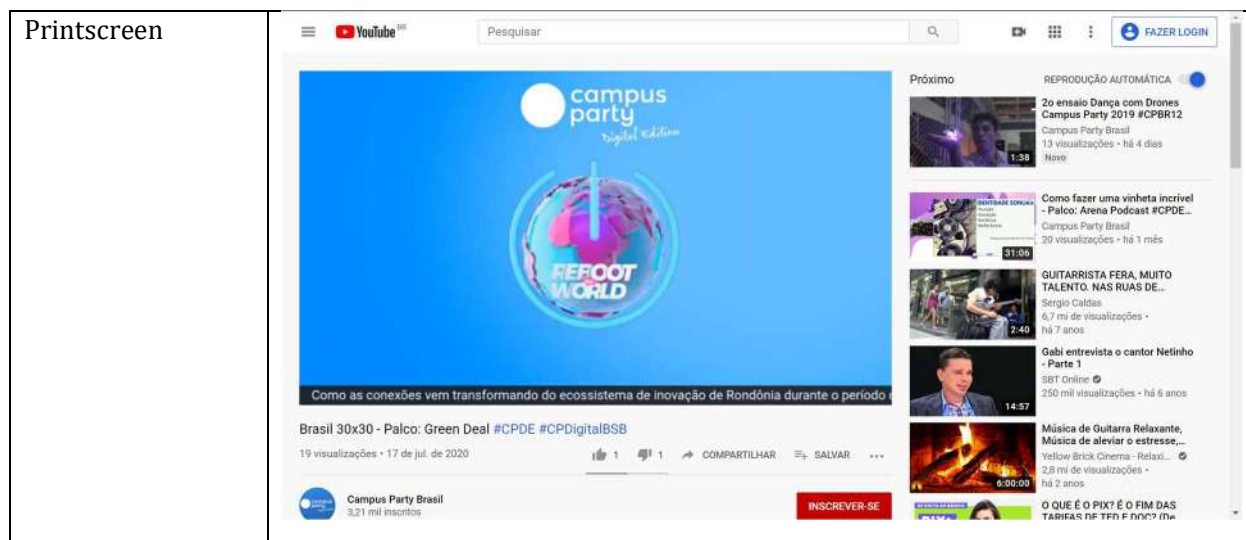 Printscreen
YouTube BR
Pesquisar
FAZER LOGIN
campus
party
Digital Edition
REBOOT
THE
WORLD
Como as conexões vem transformando do ecossistema de inovação de Rondônia durante o período
Brasil 30x30 - Palco: Green Deal #CPDE #CPDigitalBSB
19 visualizações • 17 de jul. de 2020
1
1
COMPARTILHAR
SALVAR
Campus Party Brasil
3,21 mil inscritos
INSCREVER-SE
Próximo
REPRODUÇÃO AUTOMÁTICA
1:38
2o ensaio Dança com Drones
Campus Party 2019 #CPBR12
Campus Party Brasil
13 visualizações • há 4 dias
Novo
IDENTIDADE SONORA
31:06
Como fazer uma vinheta incrível
- Palco: Arena Podcast #CPDE...
Campus Party Brasil
20 visualizações • há 1 mês
2:40
GUITARRISTA FERA, MUITO
TALENTO. NAS RUAS DE...
Sergio Caldas
6,7 mi de visualizações •
há 7 anos
14:57
Gabi entrevista o cantor Netinho
- Parte 1
SBT Online
250 mil visualizações • há 6 anos
6:00:00
Música de Guitarra Relaxante,
Música de aleviar o estresse,...
Yellow Brick Cinema - Relaxi...
2,8 mi de visualizações •
há 2 anos
O QUE É O PIX? É O FIM DAS
TARIFAS DE TED E DOC? (De